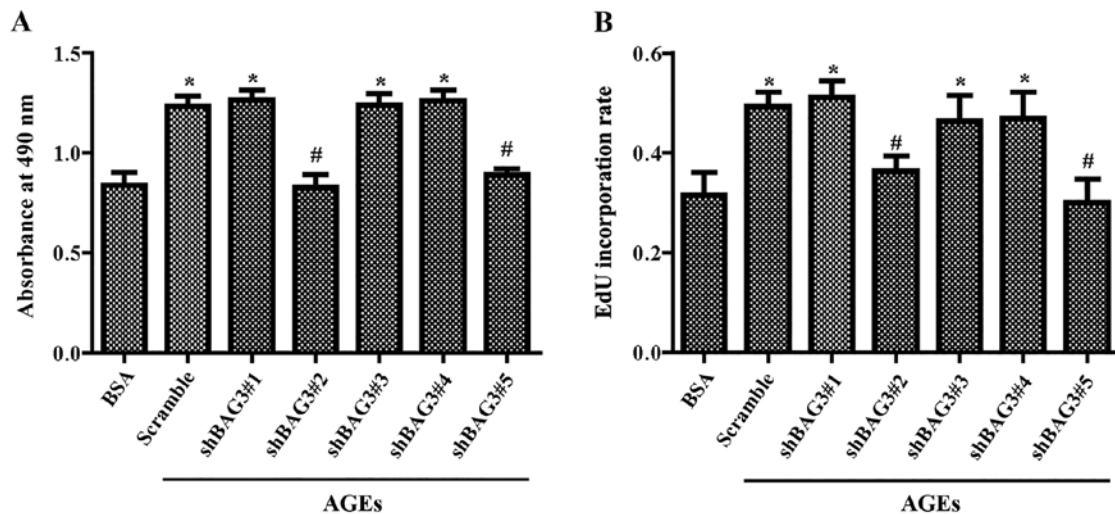 A
Absorbance at 490 nm
1.5
1.0
0.5
0.0
*
*
#
*
*
#
BSA
Scramble
shBAG3#1
shBAG3#2
shBAG3#3
shBAG3#4
shBAG3#5
AGEs
B
EdU incorporation rate
0.6
0.4
0.2
0.0
*
*
#
*
*
#
BSA
Scramble
shBAG3#1
shBAG3#2
shBAG3#3
shBAG3#4
shBAG3#5
AGEs